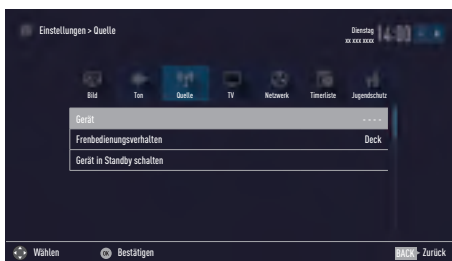 Einstellungen > Quelle
Dienstag
xx xxx xxxx
14:00
Bild Ton Quelle TV Netzwerk Timerliste Jugendschutz
Gerät - - - -
Frenbedienungsverhalten Deck
Gerät in Standby schalten
Wählen OK Bestätigen BACK Zurück